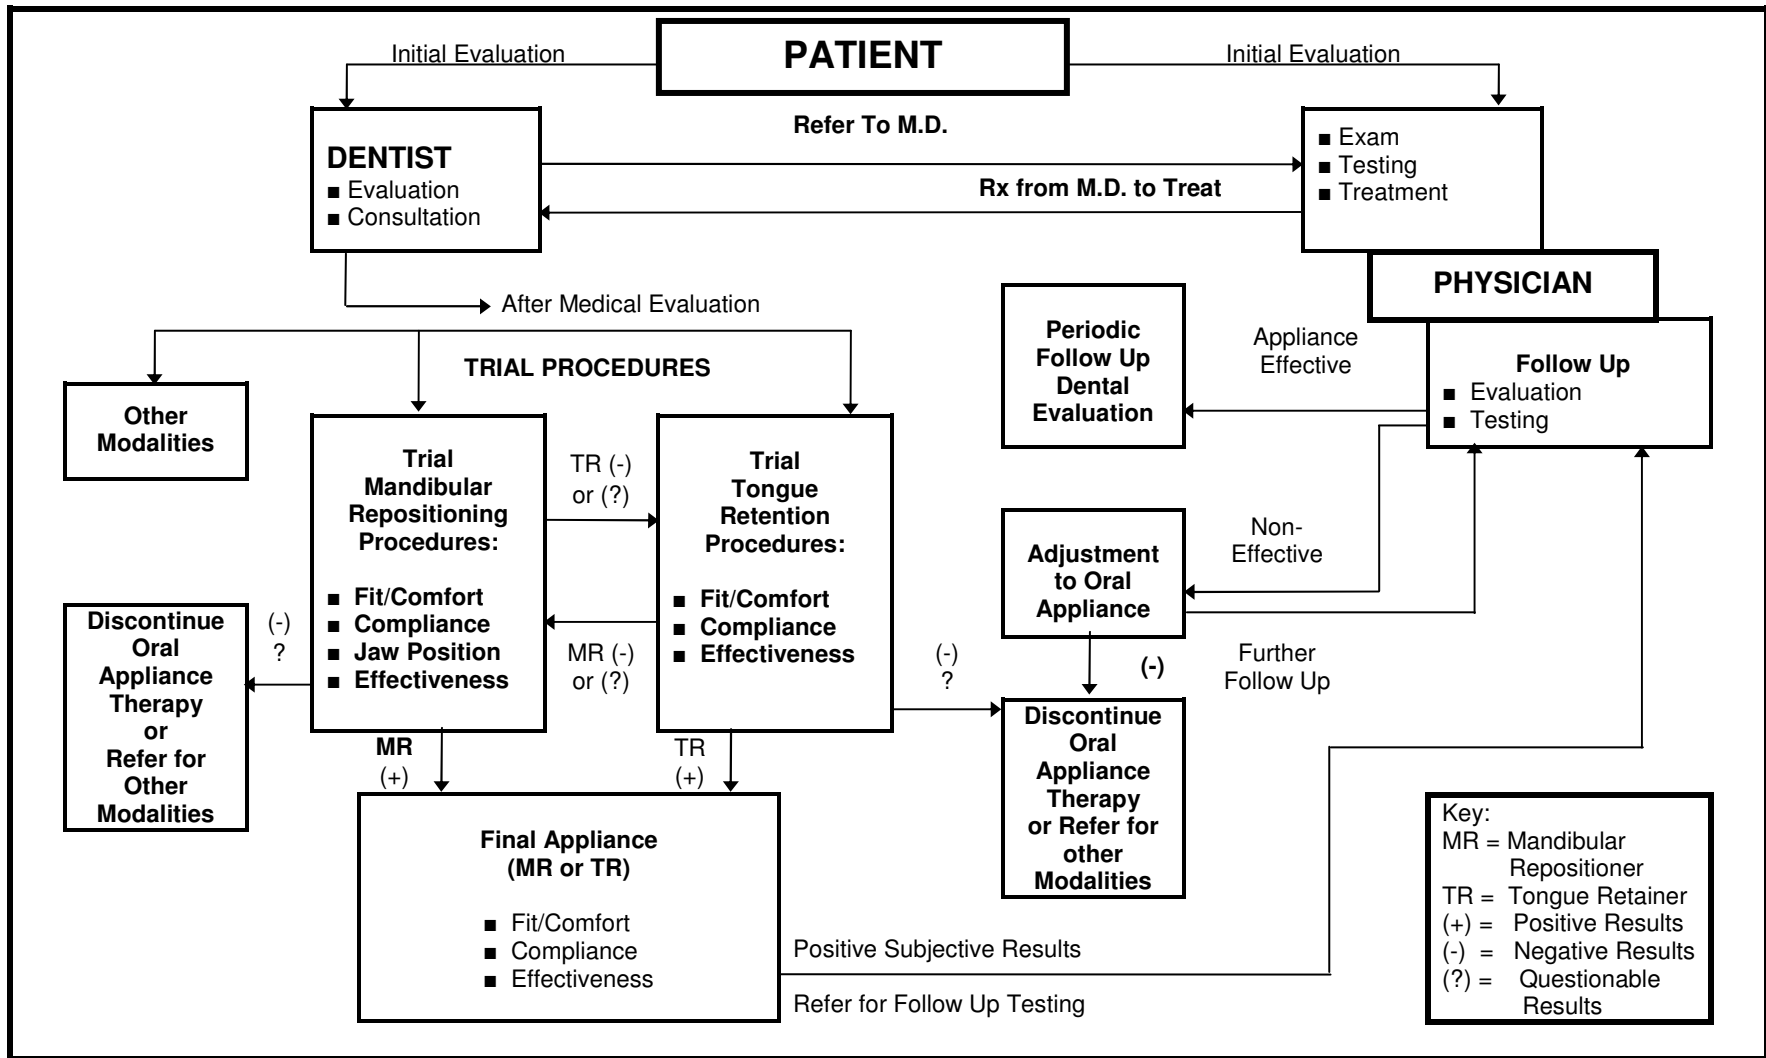 PATIENT
Initial Evaluation
Initial Evaluation
Refer To M.D.
DENTIST
■ Evaluation
■ Consultation
■ Exam
■ Testing
■ Treatment
Rx from M.D. to Treat
PHYSICIAN
After Medical Evaluation
TRIAL PROCEDURES
Other
Modalities
Trial
Mandibular
Repositioning
Procedures:
■ Fit/Comfort
■ Compliance
■ Jaw Position
■ Effectiveness
TR (-)
or (?)
MR (-)
or (?)
Trial
Tongue
Retention
Procedures:
■ Fit/Comfort
■ Compliance
■ Effectiveness
Periodic
Follow Up
Dental
Evaluation
Appliance
Effective
Follow Up
■ Evaluation
■ Testing
Non-
Effective
Adjustment
to Oral
Appliance
(-)
Further
Follow Up
Discontinue
Oral
Appliance
Therapy
or
Refer for
Other
Modalities
(-)
?
(-)
?
Discontinue
Oral
Appliance
Therapy
or Refer for
other
Modalities
MR
(+)
TR
(+)
Final Appliance
(MR or TR)
■ Fit/Comfort
■ Compliance
■ Effectiveness
Positive Subjective Results
Refer for Follow Up Testing
Key:
MR = Mandibular
Repositioner
TR = Tongue Retainer
(+) = Positive Results
(-) = Negative Results
(?) = Questionable
Results